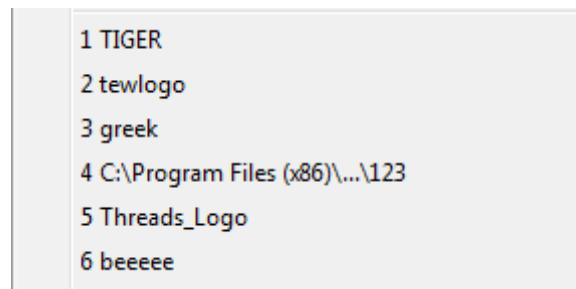 1 TIGER
2 tewlogo
3 greek
4 C:\Program Files (x86)\...\123
5 Threads_Logo
6 beeeee